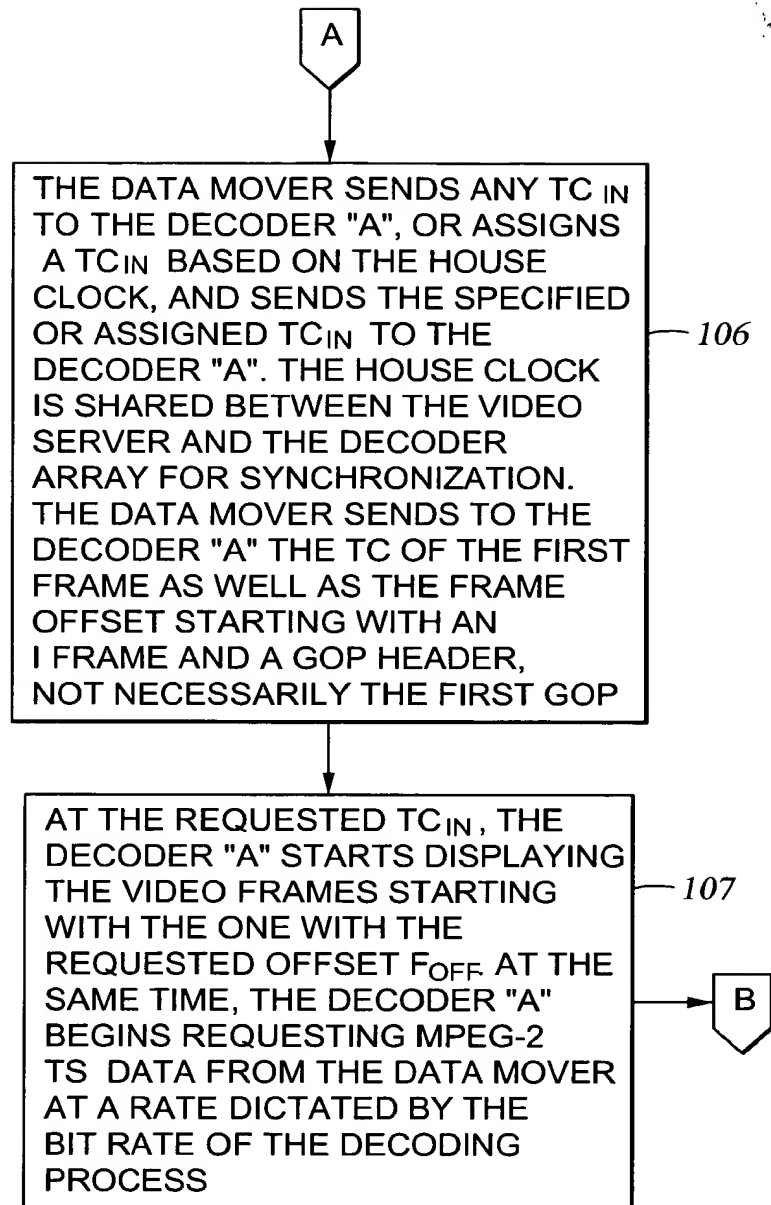 A
THE DATA MOVER SENDS ANY TC IN
TO THE DECODER "A", OR ASSIGNS
A TCIN BASED ON THE HOUSE
CLOCK, AND SENDS THE SPECIFIED
OR ASSIGNED TCIN TO THE
DECODER "A". THE HOUSE CLOCK
IS SHARED BETWEEN THE VIDEO
SERVER AND THE DECODER
ARRAY FOR SYNCHRONIZATION.
THE DATA MOVER SENDS TO THE
DECODER "A" THE TC OF THE FIRST
FRAME AS WELL AS THE FRAME
OFFSET STARTING WITH AN
I FRAME AND A GOP HEADER,
NOT NECESSARILY THE FIRST GOP
106
AT THE REQUESTED TCIN, THE
DECODER "A" STARTS DISPLAYING
THE VIDEO FRAMES STARTING
WITH THE ONE WITH THE
REQUESTED OFFSET FOFF. AT THE
SAME TIME, THE DECODER "A"
BEGINS REQUESTING MPEG-2
TS DATA FROM THE DATA MOVER
AT A RATE DICTATED BY THE
BIT RATE OF THE DECODING
PROCESS
107
B